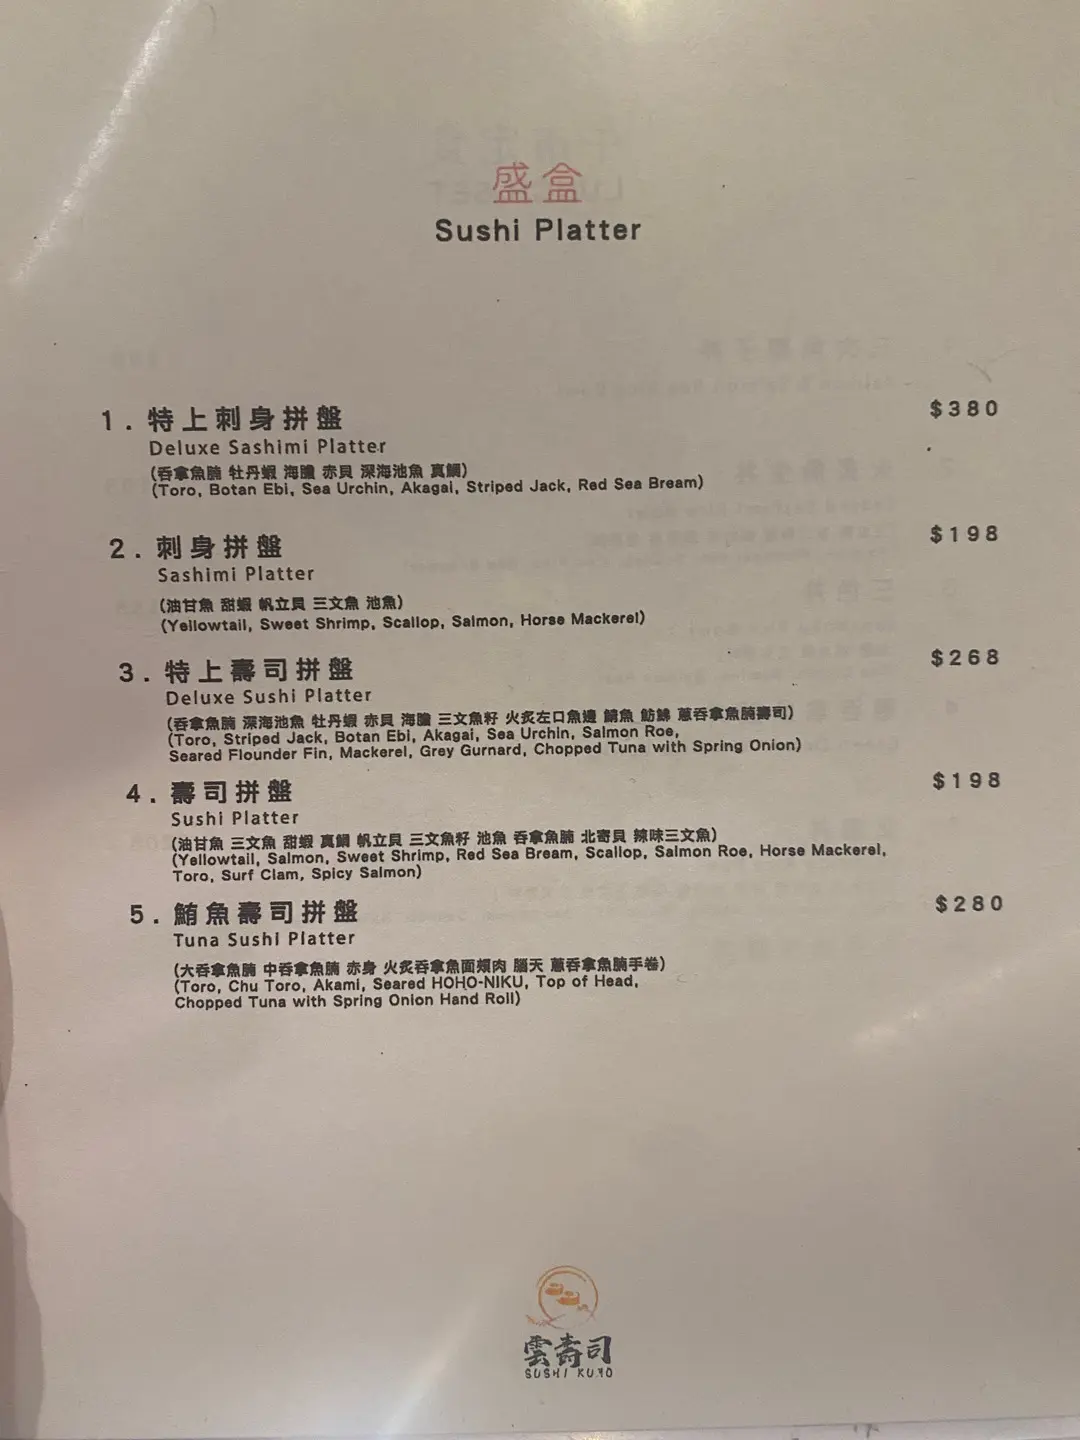 盛盒
Sushi Platter
1. 特上刺身拼盤 $380
Deluxe Sashimi Platter
(吞拿魚腩 牡丹蝦 海膽 赤貝 深海池魚 真鯛)
(Toro, Botan Ebi, Sea Urchin, Akagai, Striped Jack, Red Sea Bream)
2. 刺身拼盤 $198
Sashimi Platter
(油甘魚 甜蝦 帆立貝 三文魚 池魚)
(Yellowtail, Sweet Shrimp, Scallop, Salmon, Horse Mackerel)
3. 特上壽司拼盤 $268
Deluxe Sushi Platter
(吞拿魚腩 深海池魚 牡丹蝦 赤貝 海膽 三文魚籽 火炙左口魚邊 鯖魚 魴鮄 蔥吞拿魚腩壽司)
(Toro, Striped Jack, Botan Ebi, Akagai, Sea Urchin, Salmon Roe,
Seared Flounder Fin, Mackerel, Grey Gurnard, Chopped Tuna with Spring Onion)
4. 壽司拼盤 $198
Sushi Platter
(油甘魚 三文魚 甜蝦 真鯛 帆立貝 三文魚籽 池魚 吞拿魚腩 北寄貝 辣味三文魚)
(Yellowtail, Salmon, Sweet Shrimp, Red Sea Bream, Scallop, Salmon Roe, Horse Mackerel,
Toro, Surf Clam, Spicy Salmon)
5. 鮪魚壽司拼盤 $280
Tuna Sushi Platter
(大吞拿魚腩 中吞拿魚腩 赤身 火炙吞拿魚面頰肉 腦天 蔥吞拿魚腩手卷)
(Toro, Chu Toro, Akami, Seared HOHO-NIKU, Top of Head,
Chopped Tuna with Spring Onion Hand Roll)
雲壽司
SUSHI KUMO